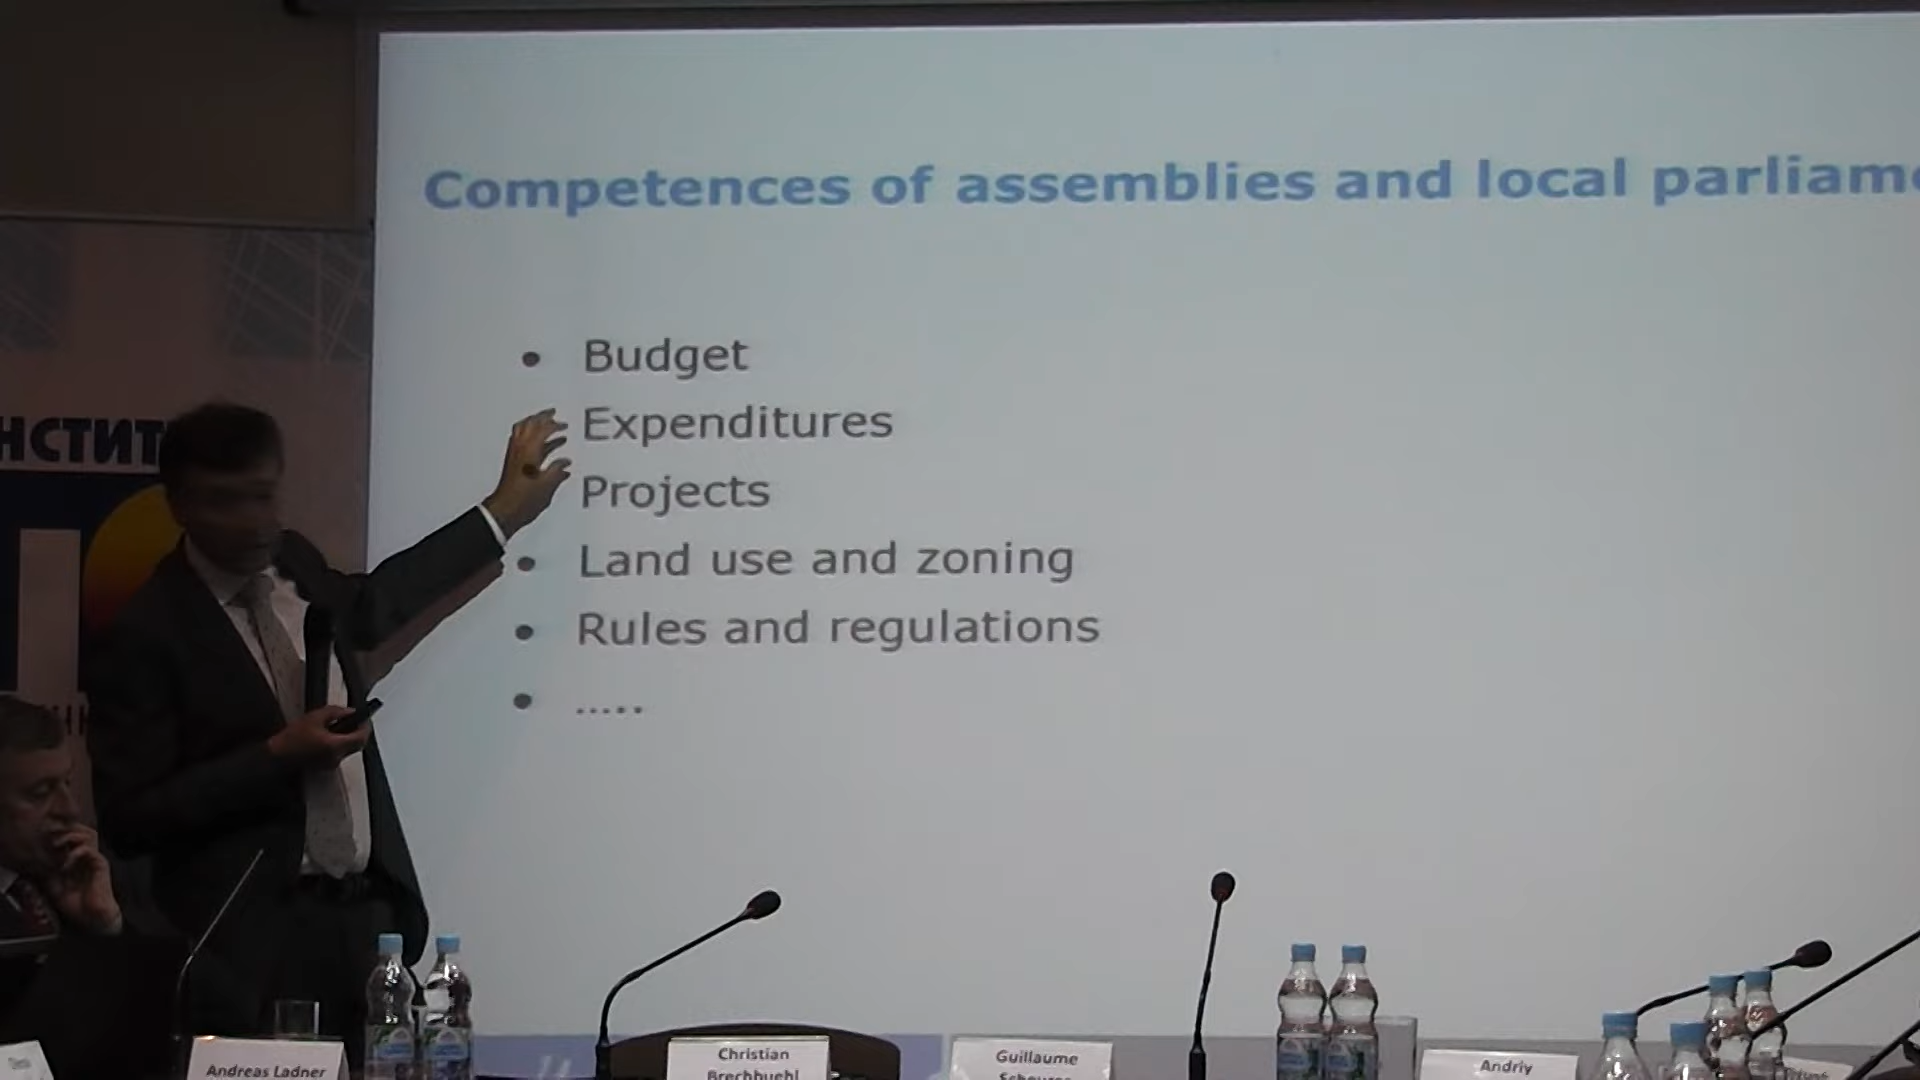 Competences of assemblies and local parliame
Budget
Expenditures
Projects
Land use and zoning
Rules and regulations
.....
НСТИТ
Andreas Ladner
Christian
Brechbuehl
Guillaume
Andriy